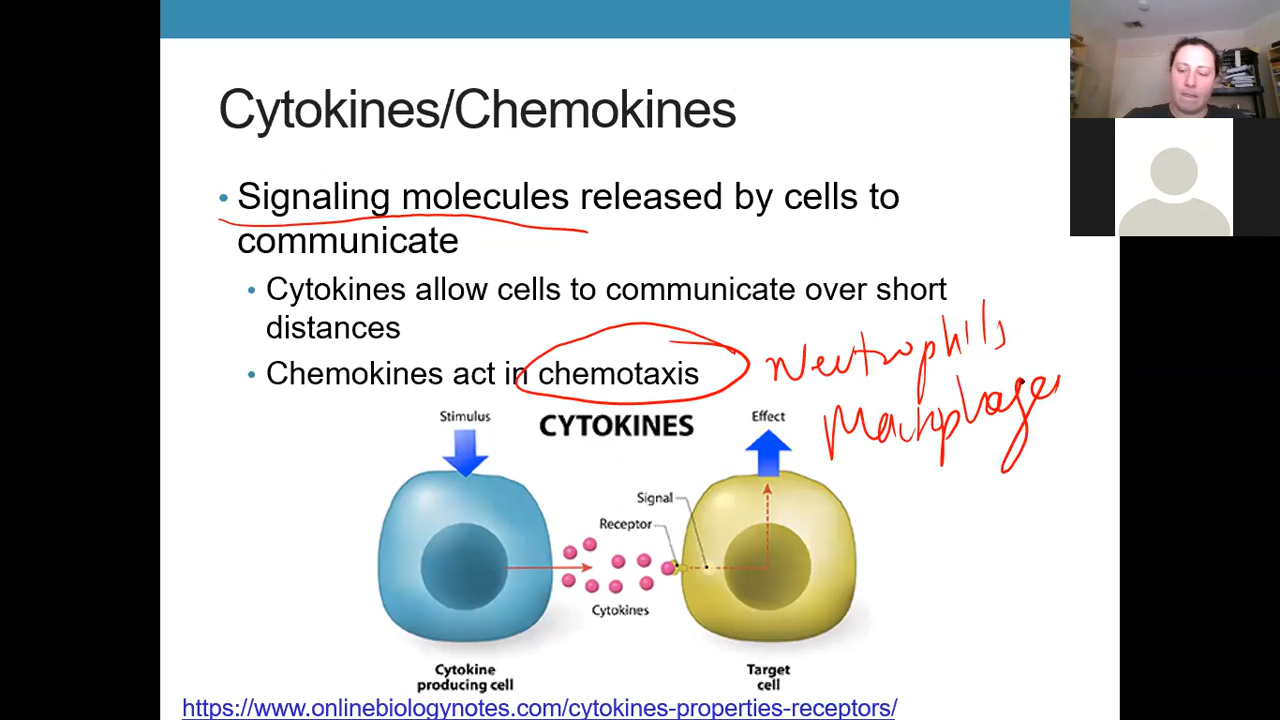 Cytokines/Chemokines
• Signaling molecules released by cells to
communicate
• Cytokines allow cells to communicate over short
distances
• Chemokines act in chemotaxis
Neutrophils
Macrophages
Stimulus
CYTOKINES
Effect
Signal
Receptor
Cytokines
Cytokine
producing cell
Target
cell
https://www.onlinebiologynotes.com/cytokines-properties-receptors/